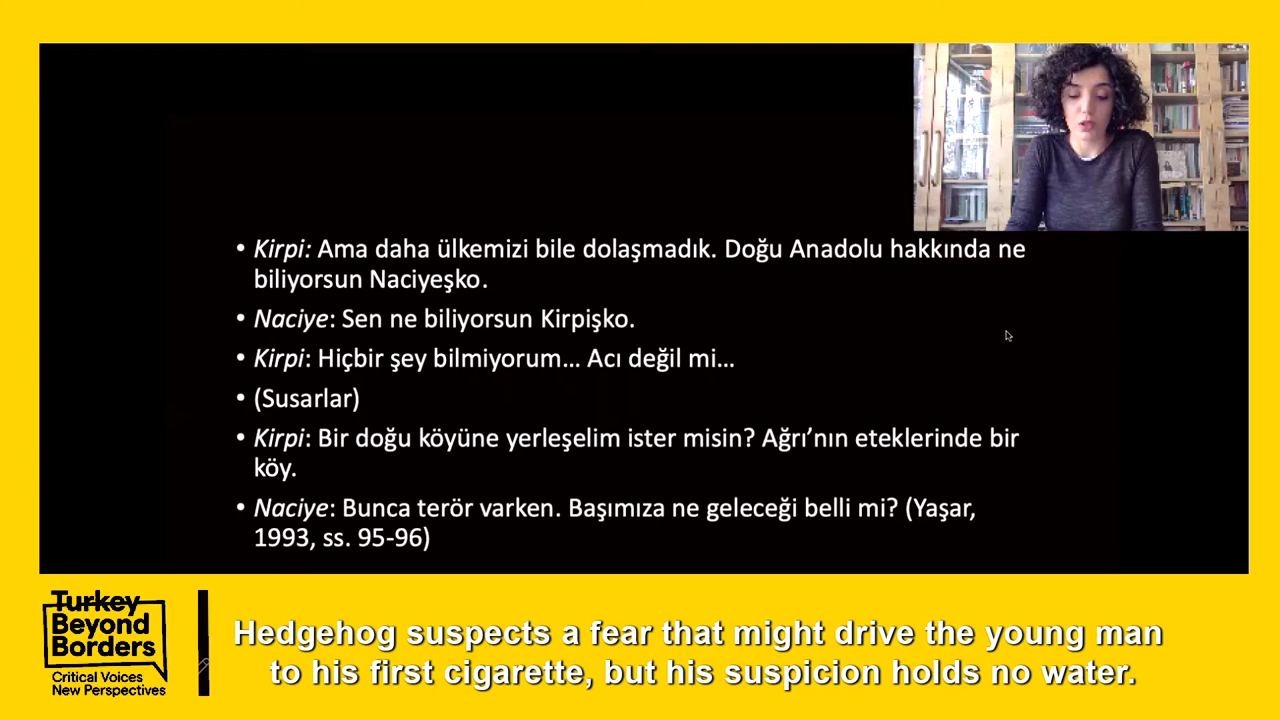 • Kirpi: Ama daha ülkemizi bile dolaşmadık. Doğu Anadolu hakkında ne
biliyorsun Naciyeşko.
• Naciye: Sen ne biliyorsun Kirpişko.
• Kirpi: Hiçbir şey bilmiyorum... Acı değil mi...
• (Susarlar)
• Kirpi: Bir doğu köyüne yerleşelim ister misin? Ağrı’nın eteklerinde bir
köy.
• Naciye: Bunca terör varken. Başımıza ne geleceği belli mi? (Yaşar,
1993, ss. 95-96)
Turkey
Beyond
Borders
Critical Voices
New Perspectives
Hedgehog suspects a fear that might drive the young man
to his first cigarette, but his suspicion holds no water.